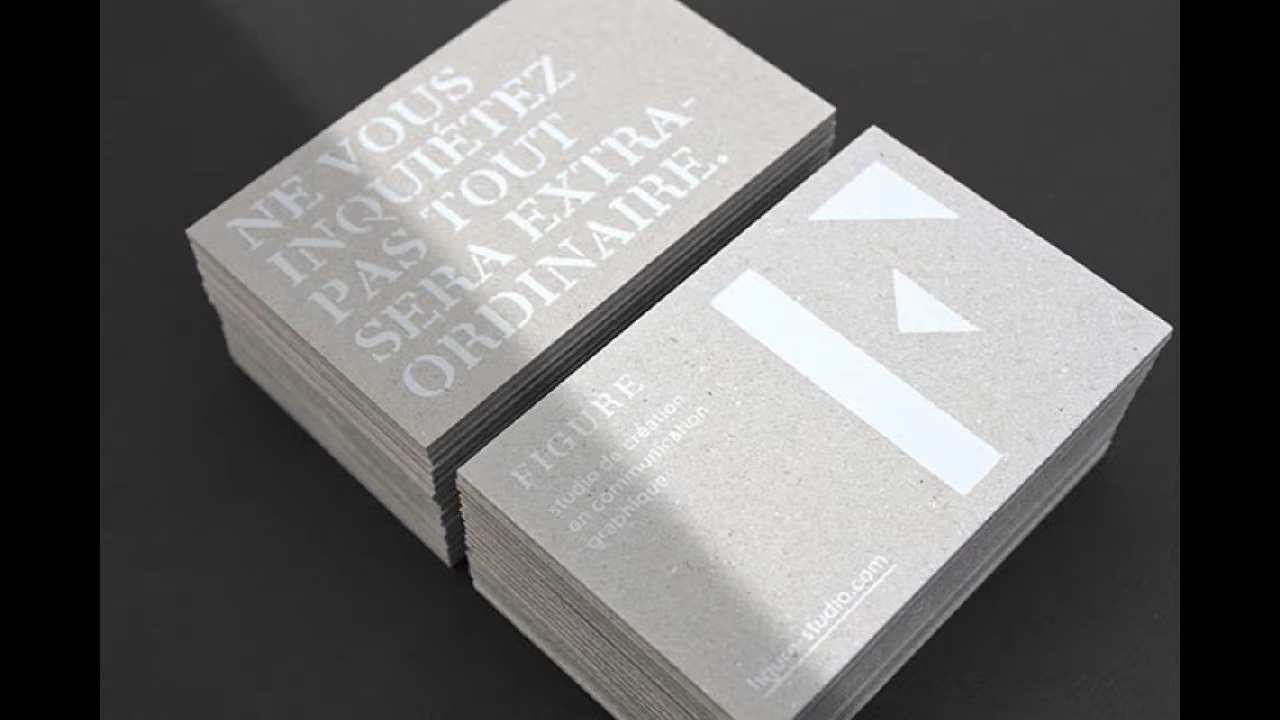 NE VOUS
INQUIÉTEZ
PAS TOUT
SERA EXTRA-
ORDINAIRE.
FIGURE
studio de création
en communication
graphique
figure-studio.com